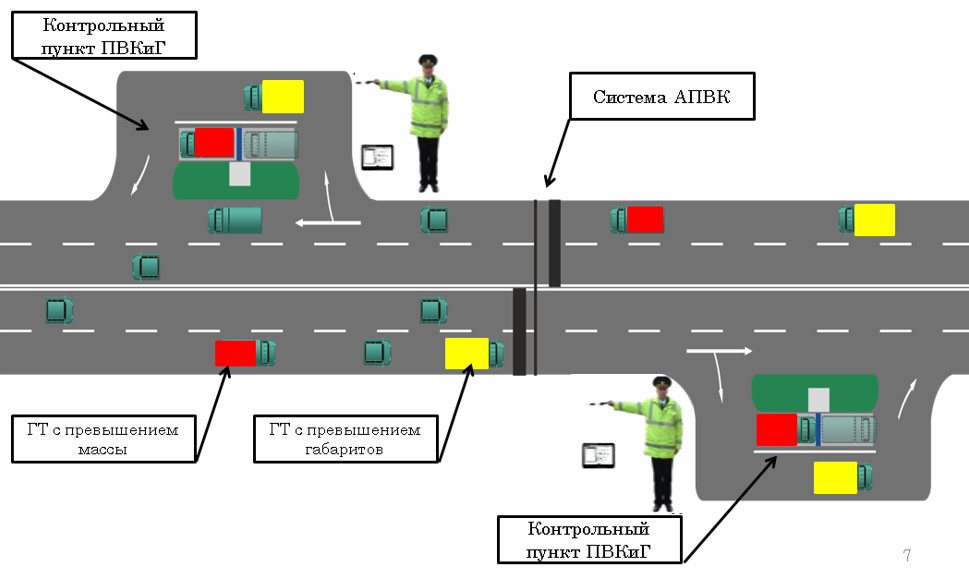 Контрольный
пункт ПВКиГ
Система АПВК
ГТ с превышением
массы
ГТ с превышением
габаритов
Контрольный
пункт ПВКиГ
7